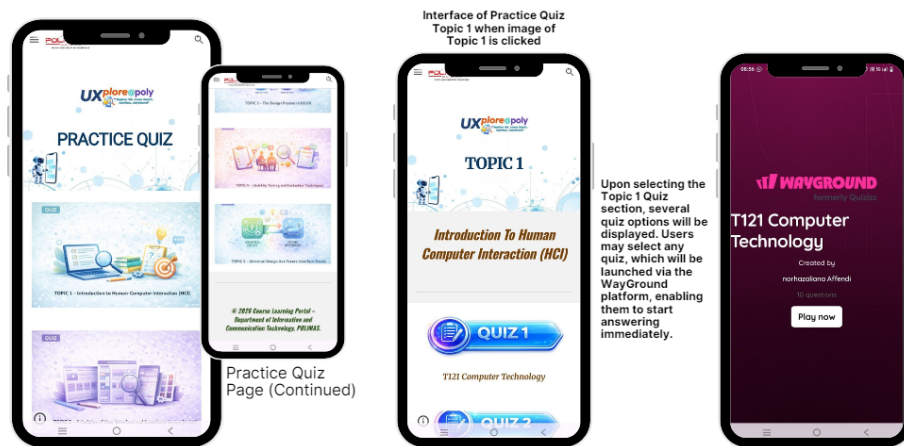 POLI
UXplore@poly
PRACTICE QUIZ
QUIZ
TOPIC 1 - Introduction to Human Computer Interaction (HCI)
QUIZ
TOPIC 3 - The Design Process in UI/UX
TOPIC 4 - Usability Testing and Evaluation Techniques
TOPIC 5 - Universal Design And Future Interface Trends
© 2026 Course Learning Portal –
Department of Information and
Communication Technology, POLIMAS.
Practice Quiz
Page (Continued)
Interface of Practice Quiz
Topic 1 when image of
Topic 1 is clicked
UXplore@poly
TOPIC 1
Introduction To Human
Computer Interaction (HCI)
QUIZ 1
T121 Computer Technology
QUIZ 2
Upon selecting the
Topic 1 Quiz
section, several
quiz options will be
displayed. Users
may select any
quiz, which will be
launched via the
WayGround
platform, enabling
them to start
answering
immediately.
08:56
WAYGROUND
formerly Quizizz
T121 Computer
Technology
Created by
norhazaliana Affendi
10 questions
Play now